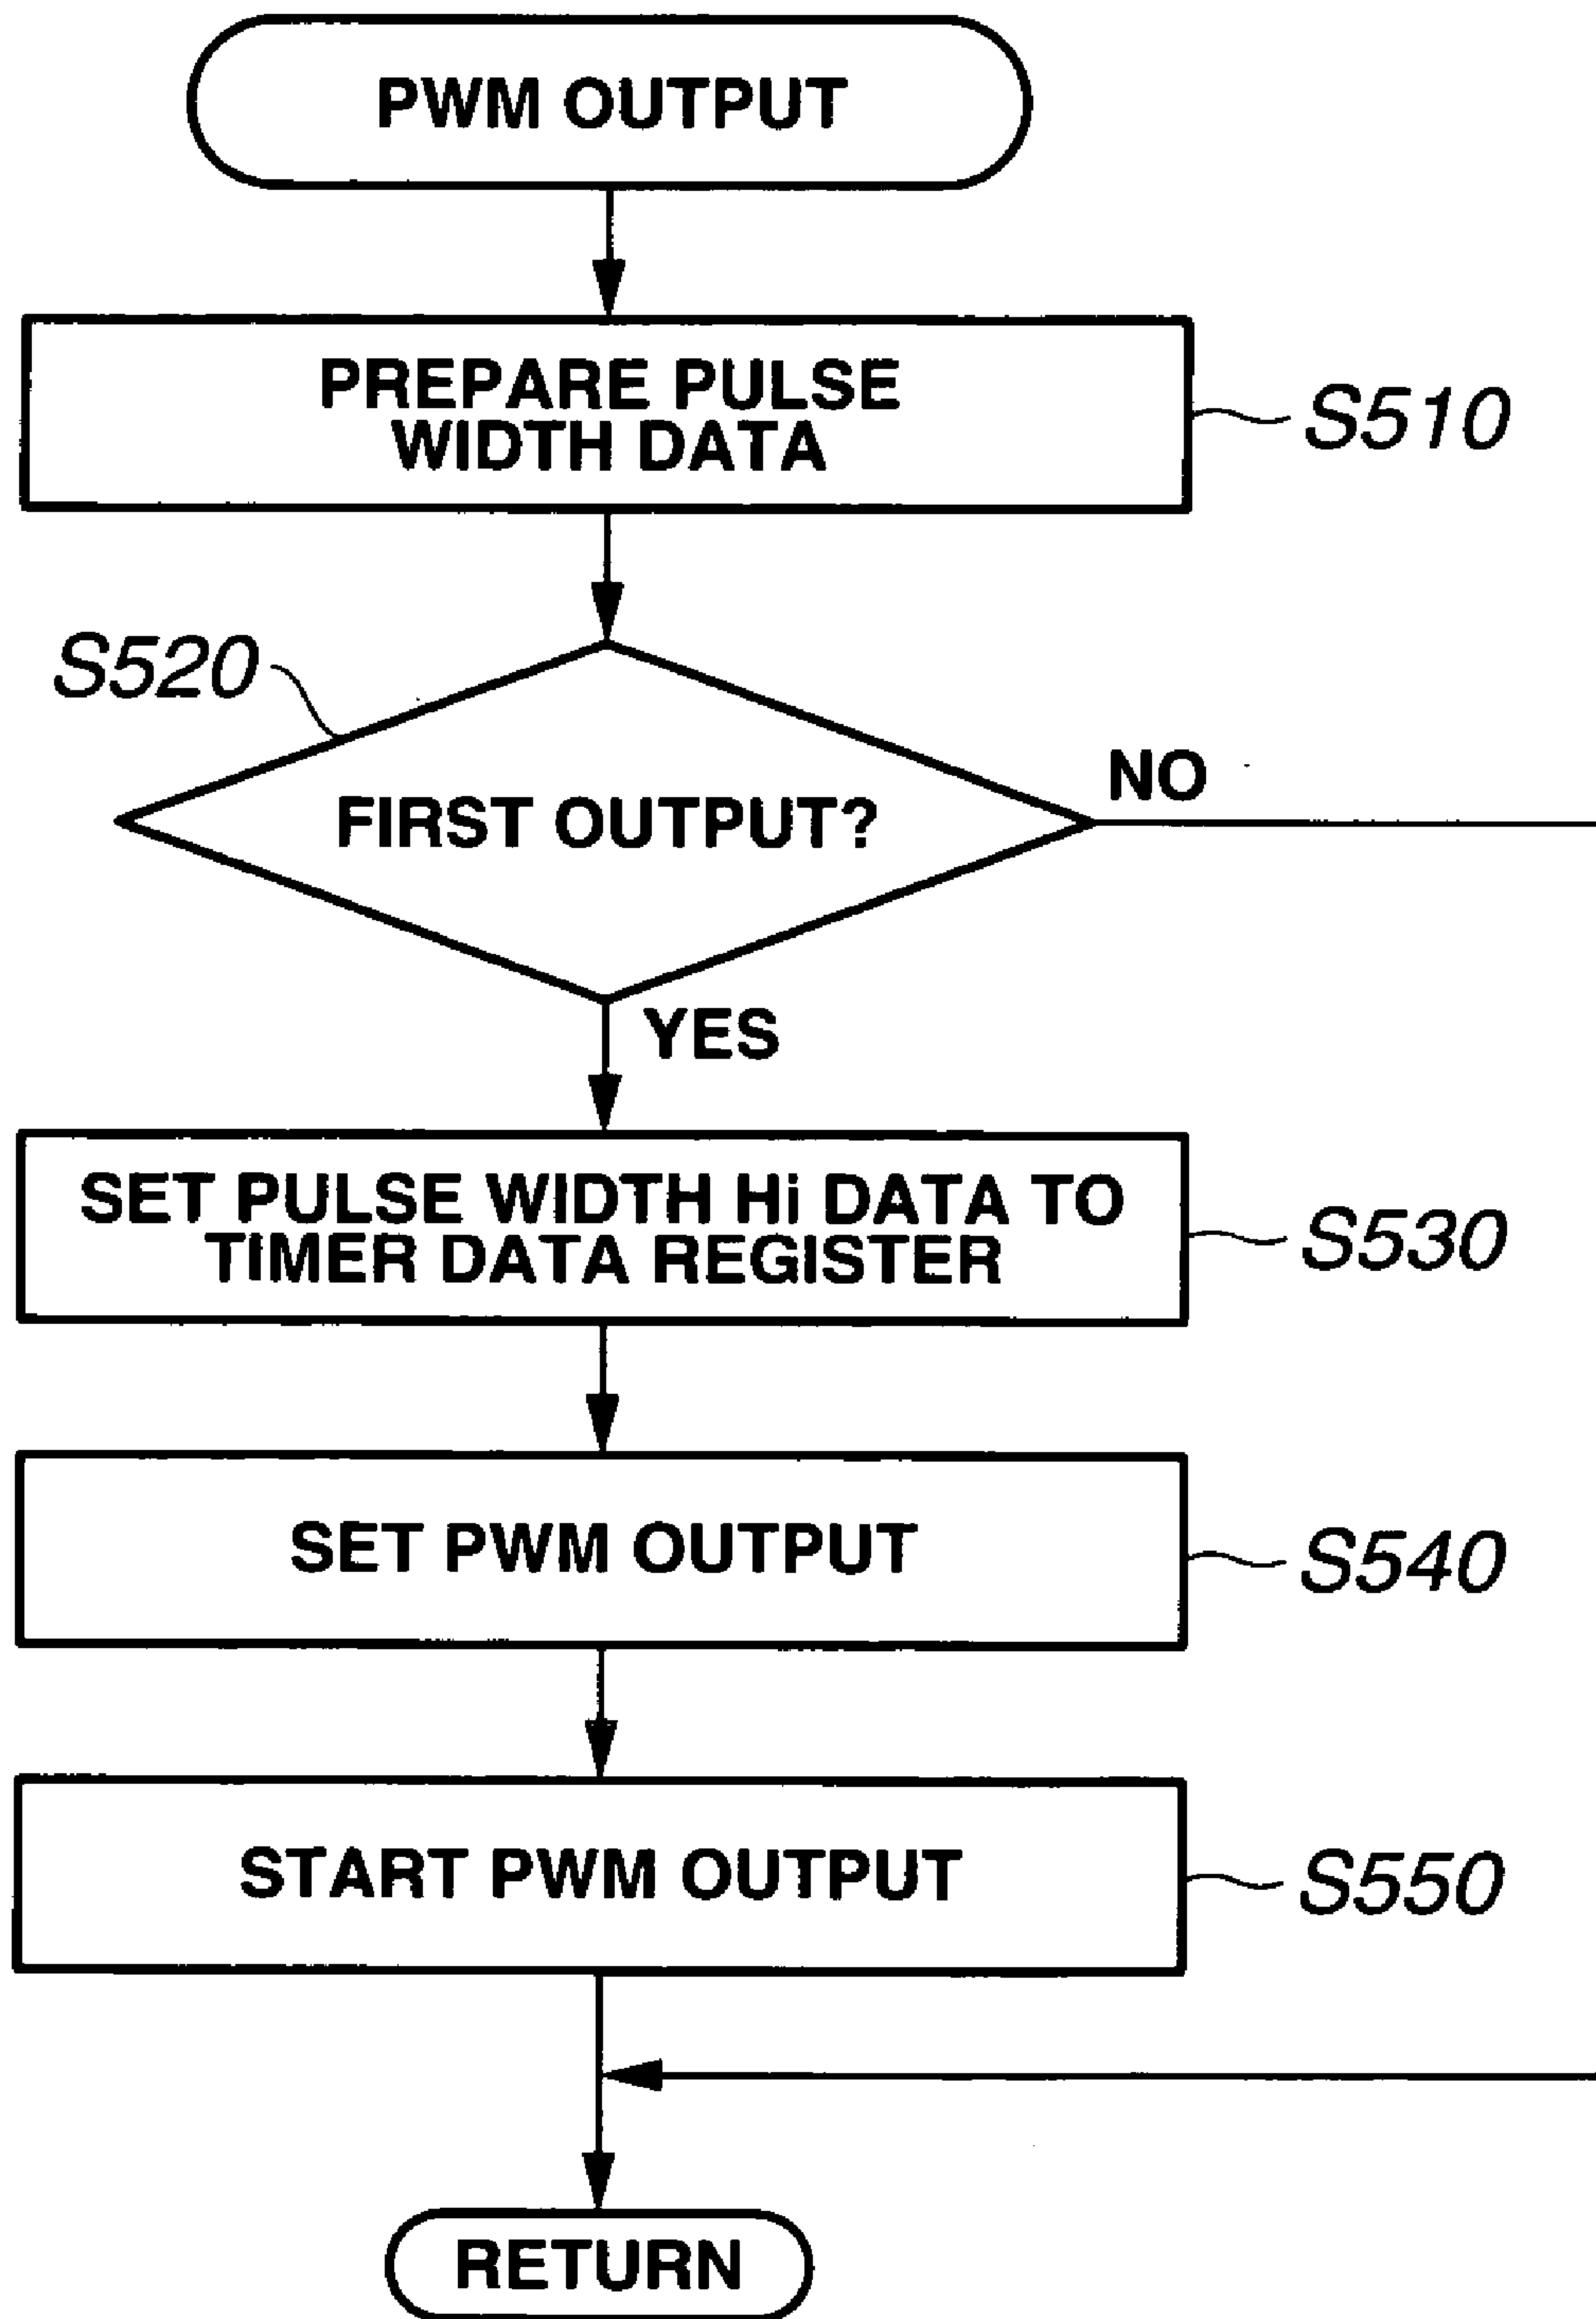 PWM OUTPUT
PREPARE PULSE
WIDTH DATA
S510
S520
FIRST OUTPUT?
NO
YES
SET PULSE WIDTH Hi DATA TO
TIMER DATA REGISTER
S530
SET PWM OUTPUT
S540
START PWM OUTPUT
S550
RETURN